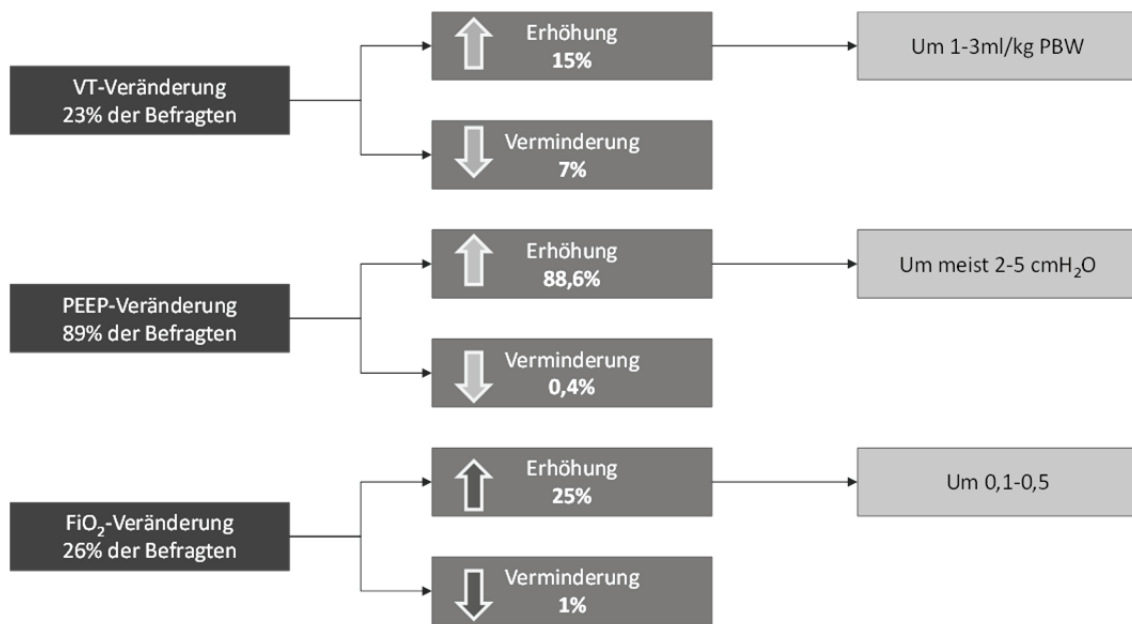 VT-Veränderung
23% der Befragten
Erhöhung
15%
Um 1-3ml/kg PBW
Verminderung
7%
PEEP-Veränderung
89% der Befragten
Erhöhung
88,6%
Um meist 2-5 cmH₂O
Verminderung
0,4%
FiO₂-Veränderung
26% der Befragten
Erhöhung
25%
Um 0,1-0,5
Verminderung
1%